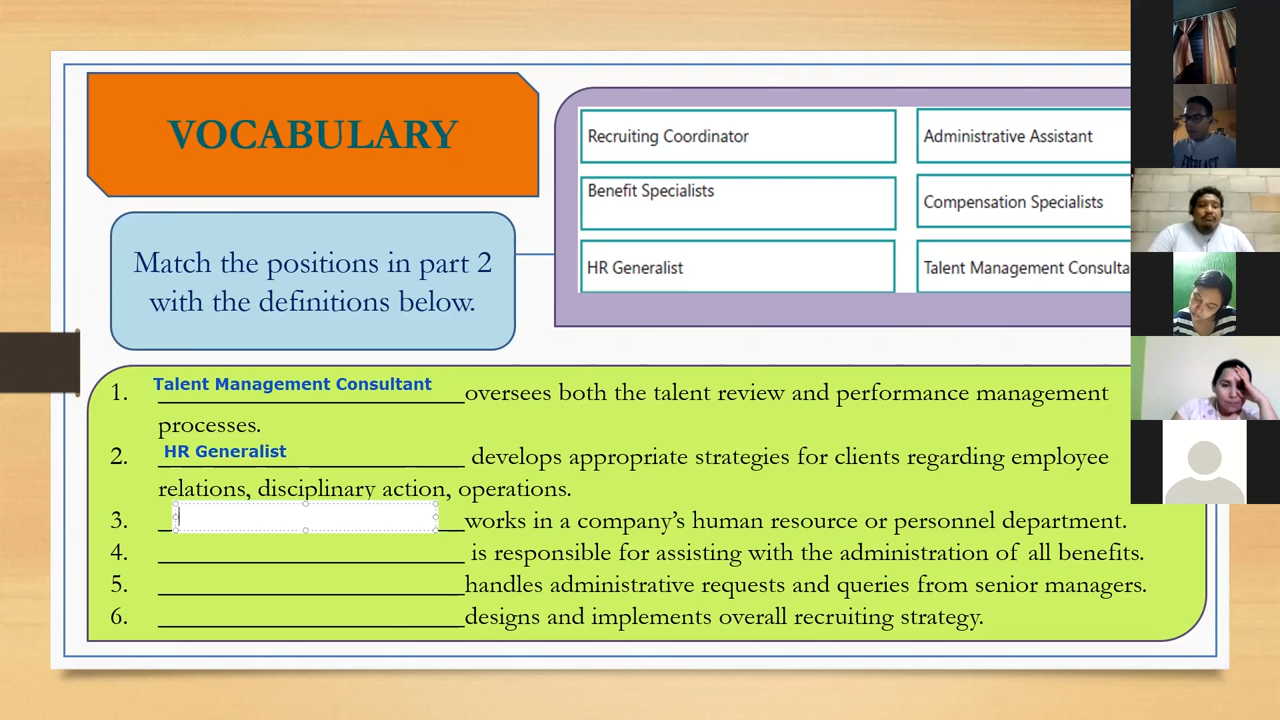 VOCABULARY
Match the positions in part 2
with the definitions below.
Recruiting Coordinator
Administrative Assistant
Benefit Specialists
Compensation Specialists
HR Generalist
Talent Management Consulta
1. Talent Management Consultant oversees both the talent review and performance management
processes.
2. HR Generalist develops appropriate strategies for clients regarding employee
relations, disciplinary action, operations.
3. works in a company's human resource or personnel department.
4. is responsible for assisting with the administration of all benefits.
5. handles administrative requests and queries from senior managers.
6. designs and implements overall recruiting strategy.
EVERLAST